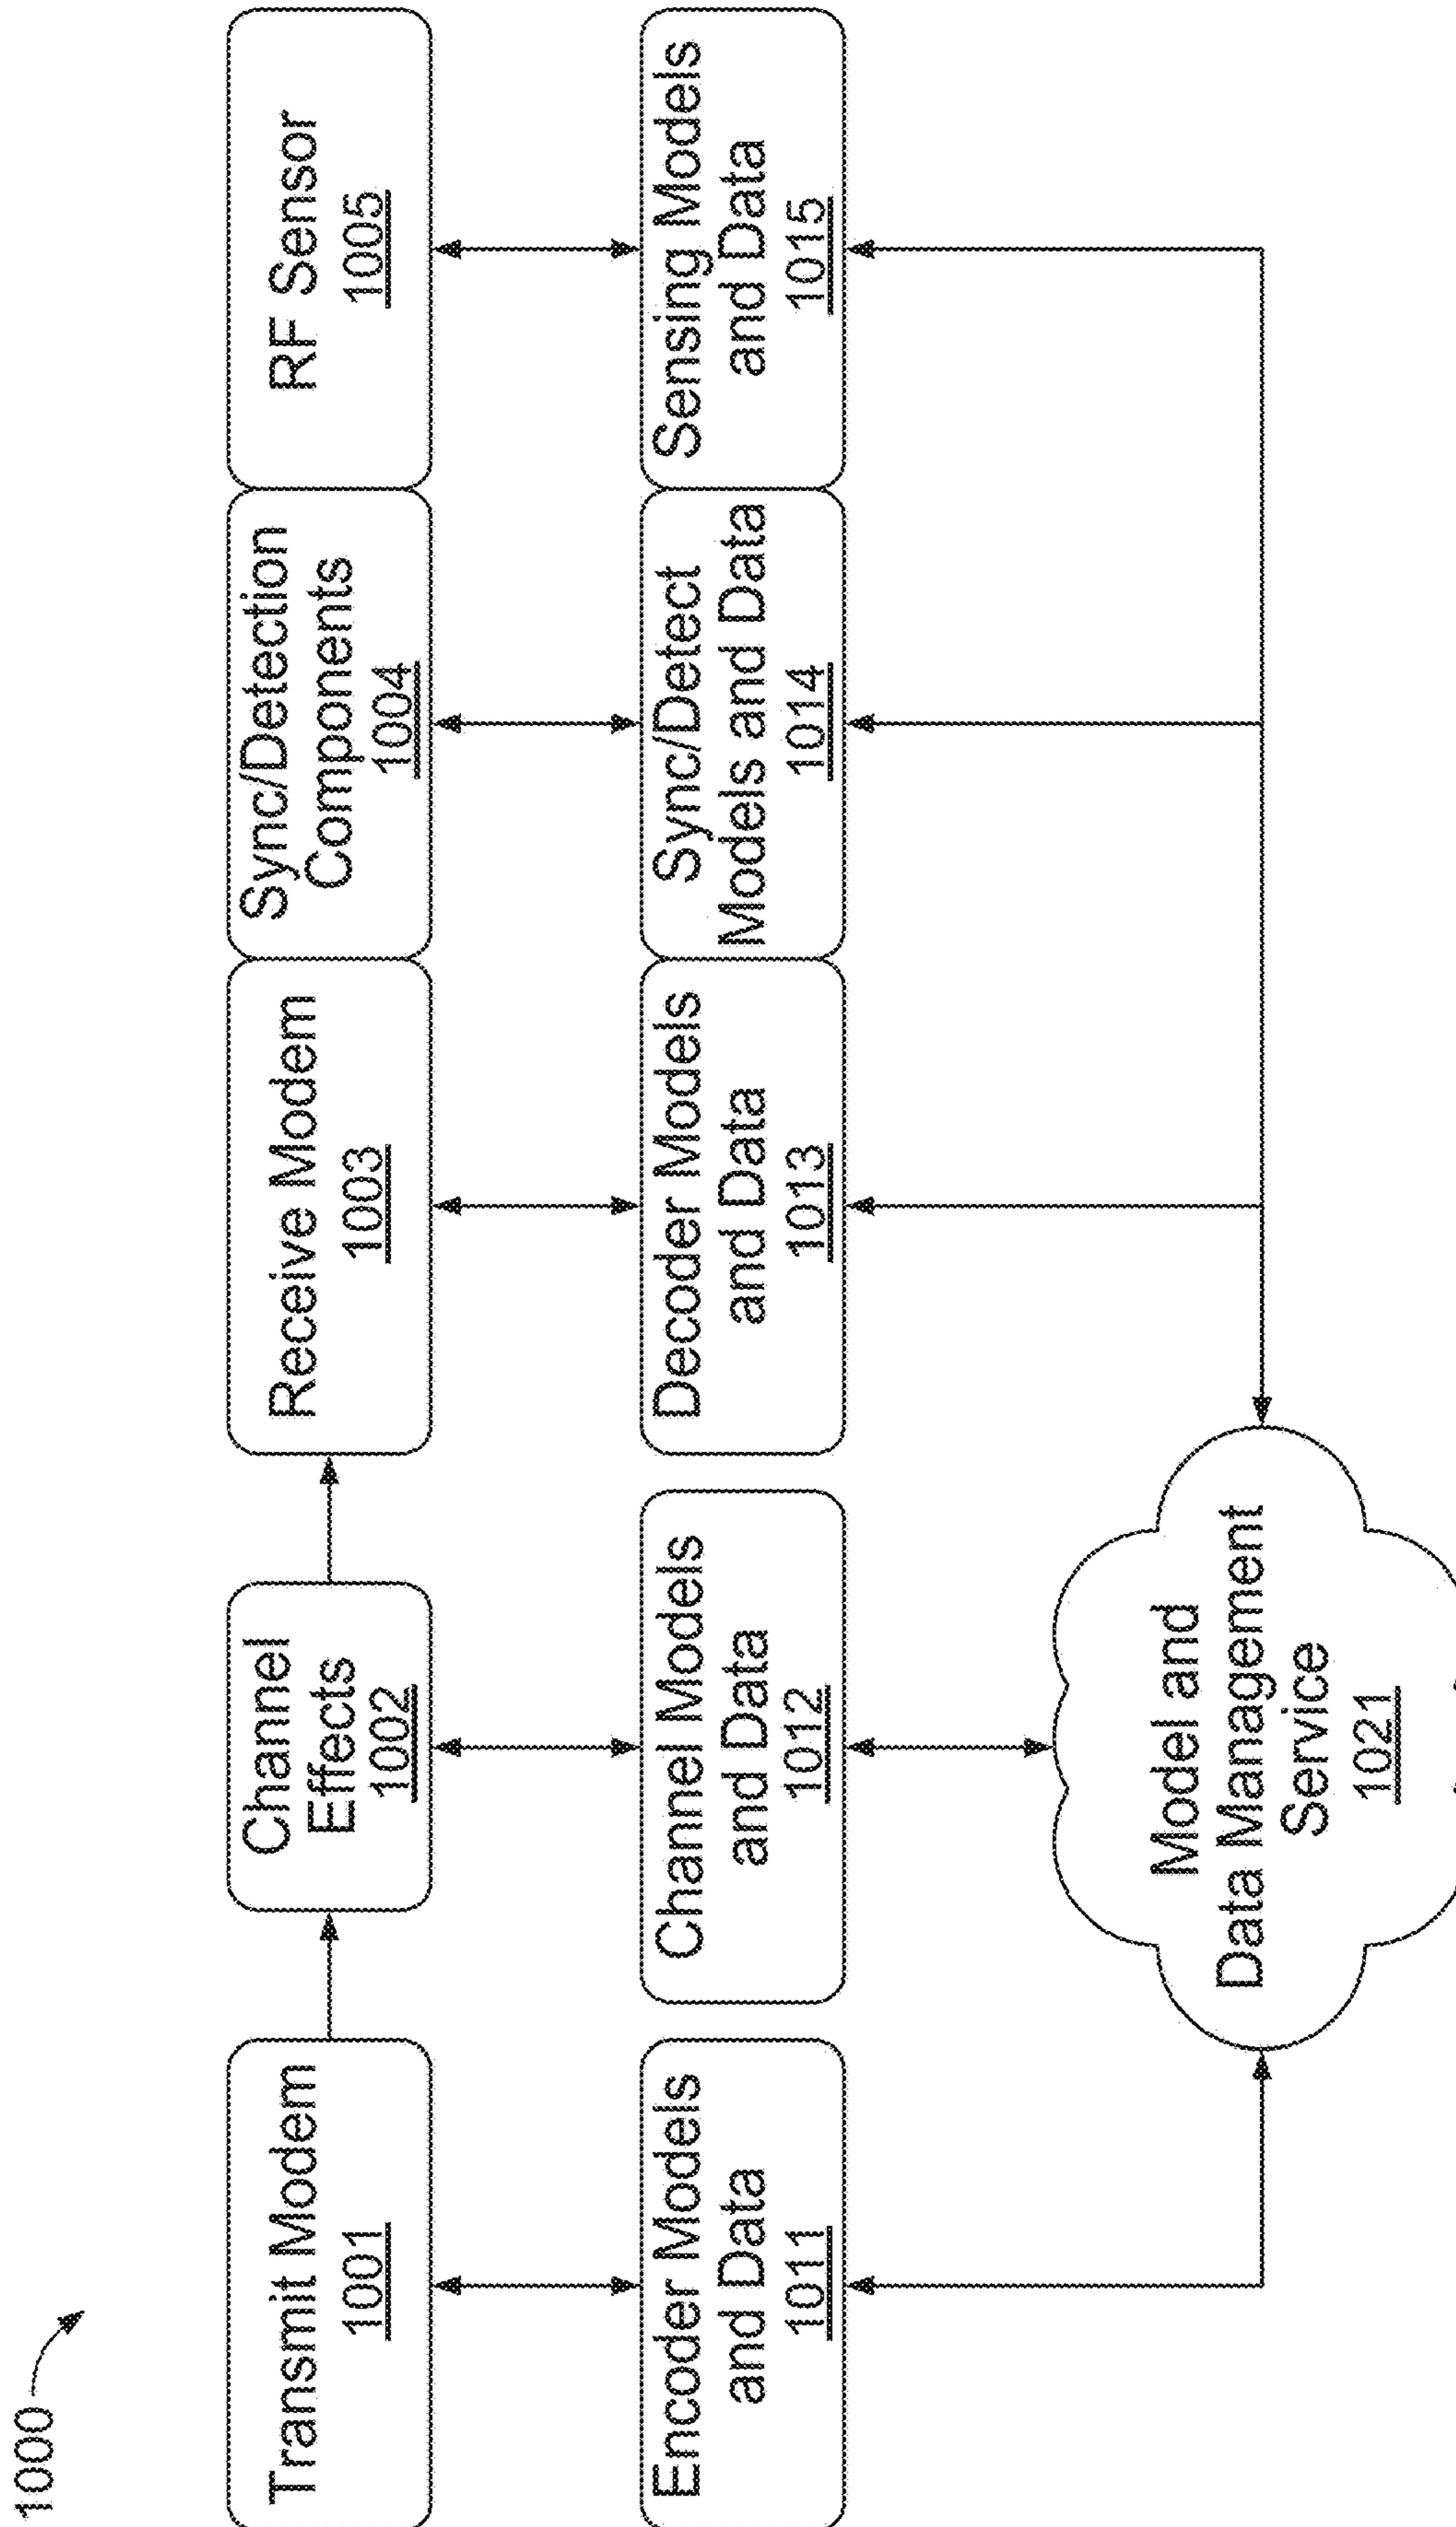 1000
Transmit Modem
1001
Channel
Effects
1002
Receive Modem
1003
Sync/Detection
Components
1004
RF Sensor
1005
Encoder Models
and Data
1011
Channel Models
and Data
1012
Decoder Models
and Data
1013
Sync/Detect
Models and Data
1014
Sensing Models
and Data
1015
Model and
Data Management
Service
1021